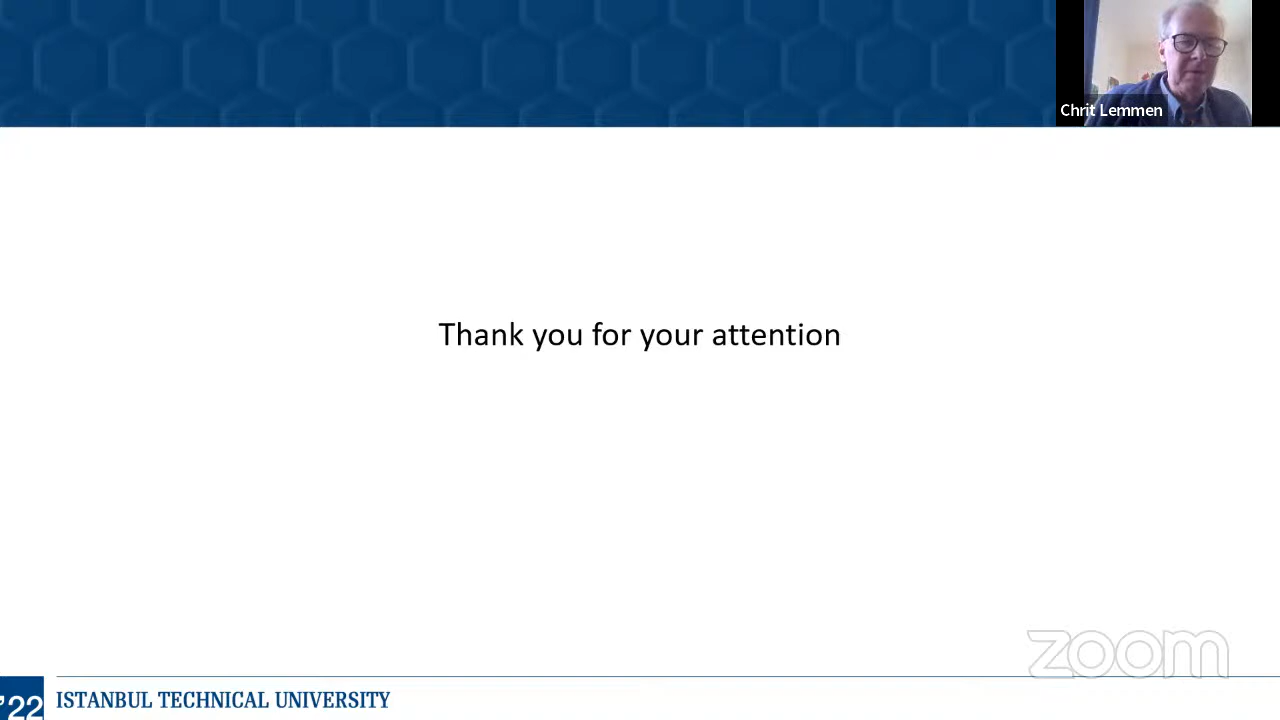 Chrit Lemmen
Thank you for your attention
zoom
'22
ISTANBUL TECHNICAL UNIVERSITY